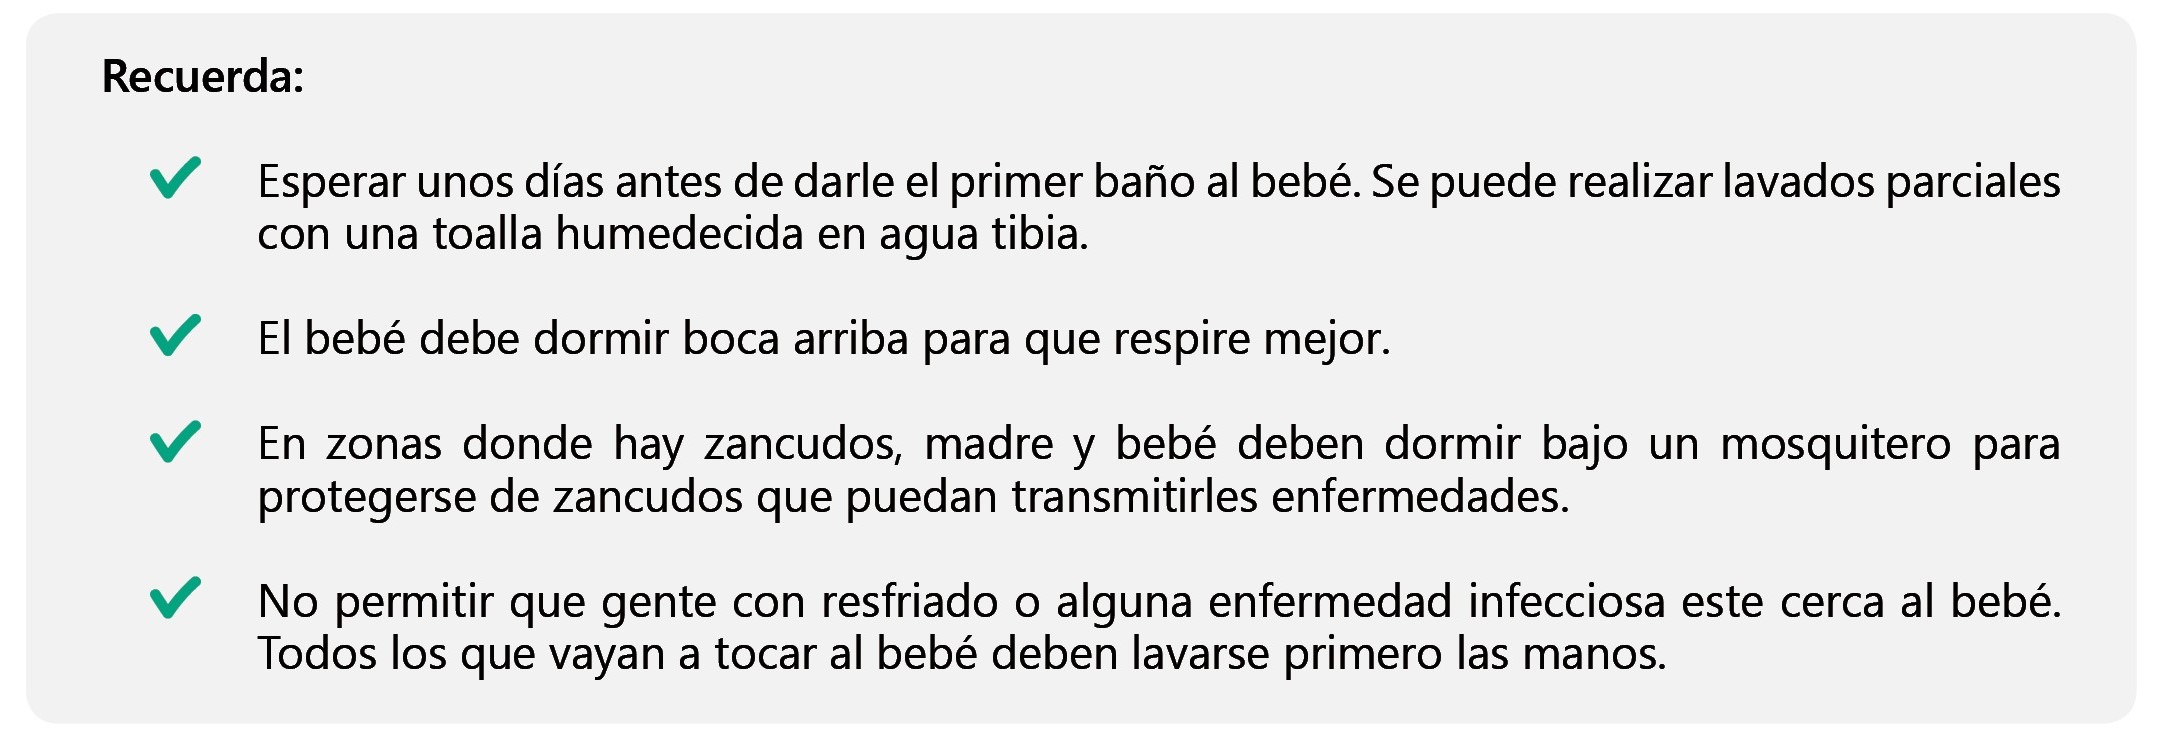 Recuerda:
Esperar unos días antes de darle el primer baño al bebé. Se puede realizar lavados parciales
con una toalla humedecida en agua tibia.
El bebé debe dormir boca arriba para que respire mejor.
En zonas donde hay zancudos, madre y bebé deben dormir bajo un mosquitero para
protegerse de zancudos que puedan transmitirles enfermedades.
No permitir que gente con resfriado o alguna enfermedad infecciosa este cerca al bebé.
Todos los que vayan a tocar al bebé deben lavarse primero las manos.